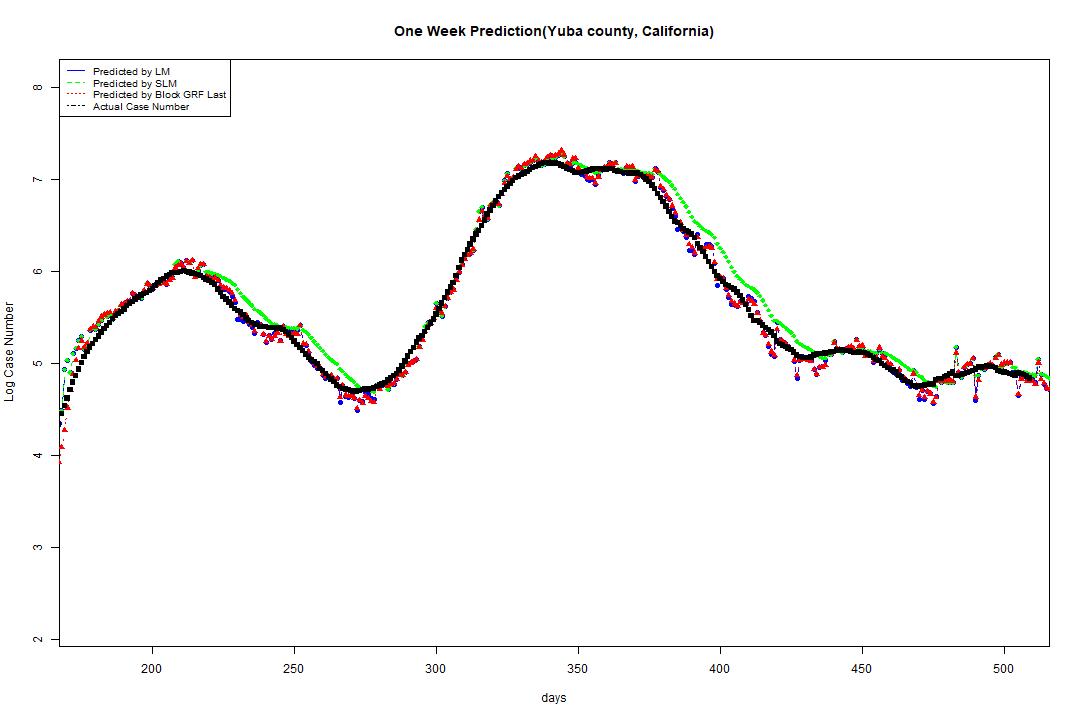 One Week Prediction(Yuba county, California)
Predicted by LM
Predicted by SLM
Predicted by Block GRF Last
Actual Case Number
8
7
6
5
4
3
2
Log Case Number
200 250 300 350 400 450 500
days